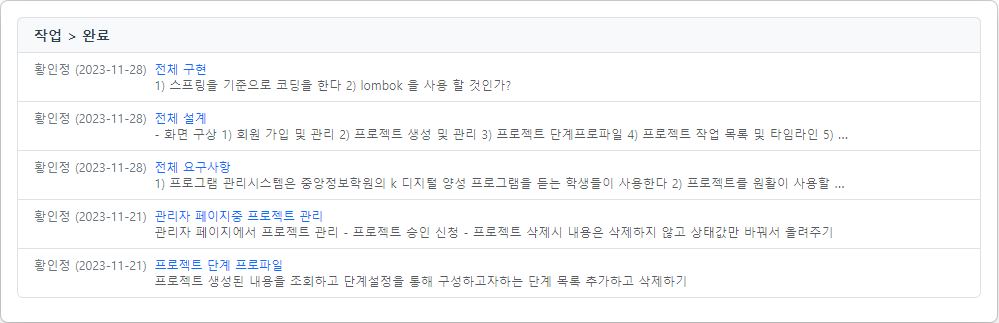 작업 > 완료
황인정 (2023-11-28) 전체 구현
1) 스프링을 기준으로 코딩을 한다 2) lombok 을 사용 할 것인가?
황인정 (2023-11-28) 전체 설계
- 화면 구상 1) 회원 가입 및 관리 2) 프로젝트 생성 및 관리 3) 프로젝트 단계프로파일 4) 프로젝트 작업 목록 및 타임라인 5) ...
황인정 (2023-11-28) 전체 요구사항
1) 프로그램 관리시스템은 중앙정보학원의 k 디지털 양성 프로그램을 듣는 학생들이 사용한다 2) 프로젝트를 원활이 사용할 ...
황인정 (2023-11-21) 관리자 페이지중 프로젝트 관리
관리자 페이지에서 프로젝트 관리 - 프로젝트 승인 신청 - 프로젝트 삭제시 내용은 삭제하지 않고 상태값만 바꿔서 올려주기
황인정 (2023-11-21) 프로젝트 단계 프로파일
프로젝트 생성된 내용을 조회하고 단계설정을 통해 구성하고자하는 단계 목록 추가하고 삭제하기